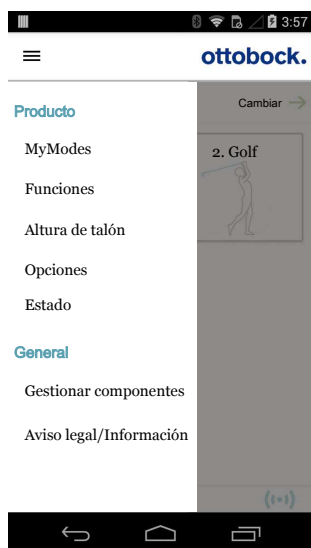 3:57
ottobock.
Cambiar
Producto
MyModes
2. Golf
Funciones
Altura de talón
Opciones
Estado
General
Gestionar componentes
Aviso legal/Información